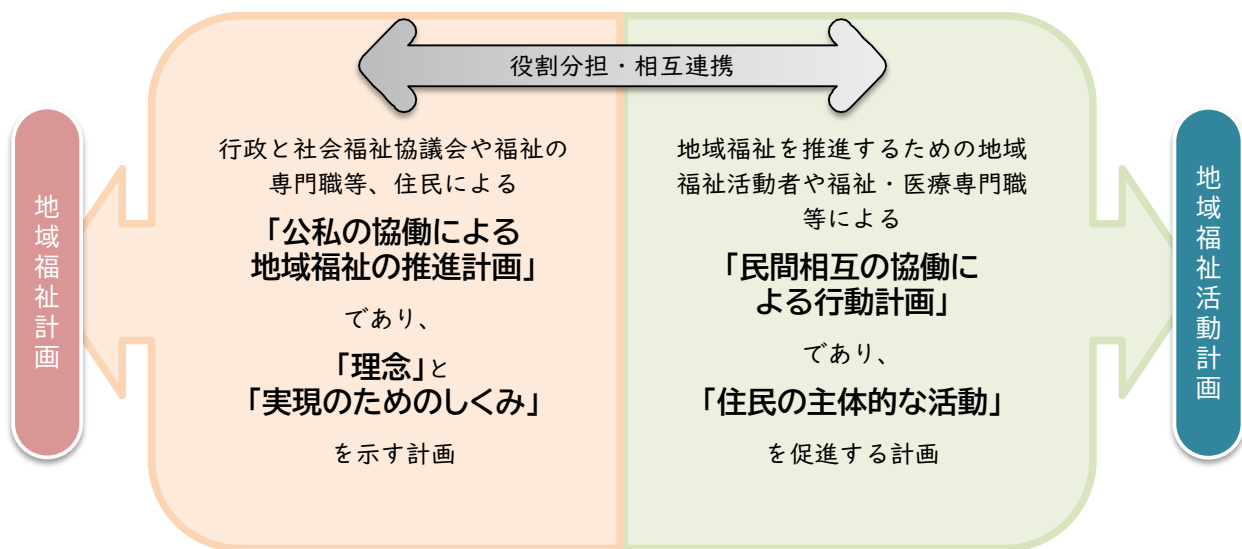 役割分担・相互連携
地域福祉計画
行政と社会福祉協議会や福祉の
専門職等、住民による
「公私の協働による
地域福祉の推進計画」
であり、
「理念」と
「実現のためのしくみ」
を示す計画
地域福祉を推進するための地域
福祉活動者や福祉・医療専門職
等による
「民間相互の協働に
よる行動計画」
であり、
「住民の主体的な活動」
を促進する計画
地域福祉活動計画